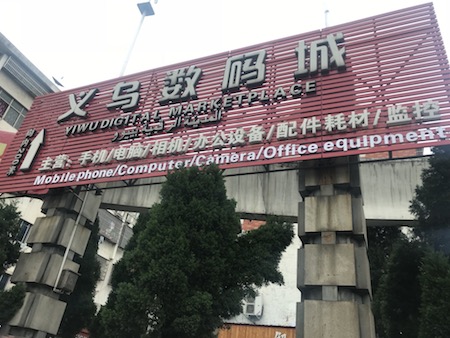 义乌数码城
YIWU DIGITAL MARKETPLACE
主营：手机/电脑/相机/办公设备/配件耗材/监控
Mobile phone/Computer/Camera/Office equipment